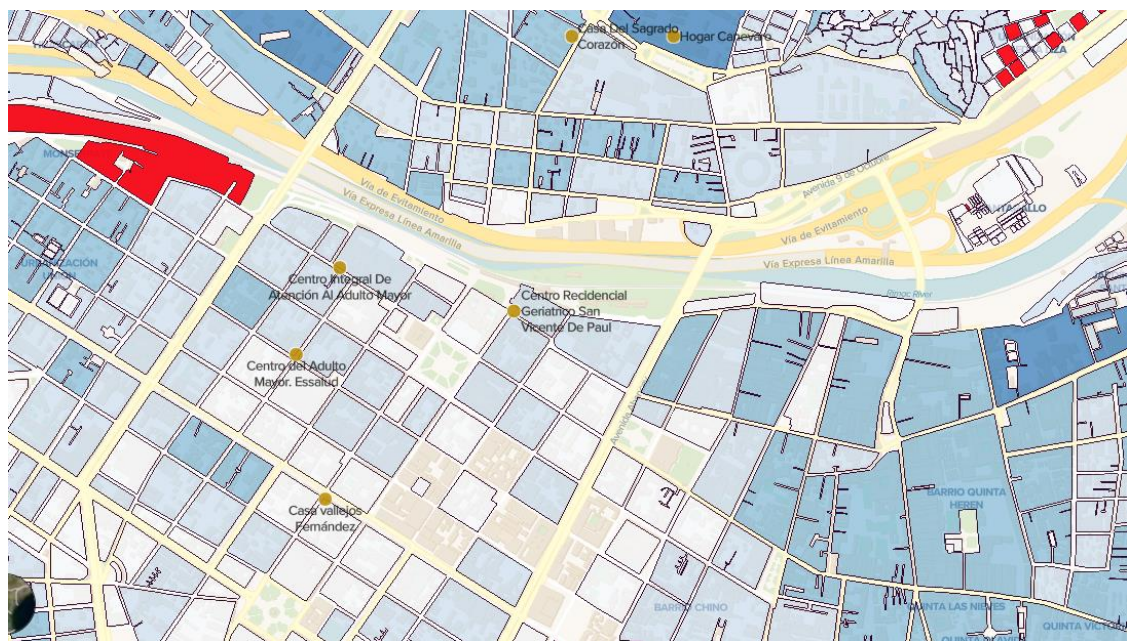 Casa Del Sagrado
Corazón
Hogar Canevaro
MONSE
Avenida 9 de Octubre
Vía de Evitamiento
Vía Expresa Línea Amarilla
Vía de Evitamiento
Vía Expresa Línea Amarilla
Rimac River
URBANIZACIÓN
Centro Integral De
Atención Al Adulto Mayor
Centro Recidencial
Geriatrico San
Vicente De Paul
Centro del Adulto
Mayor. Essalud
BARRIO QUINTA
HEREN
Casa vallejos
Fernández
BARRIO CHINO
QUINTA LAS NIEVES
QUINTA VICTO